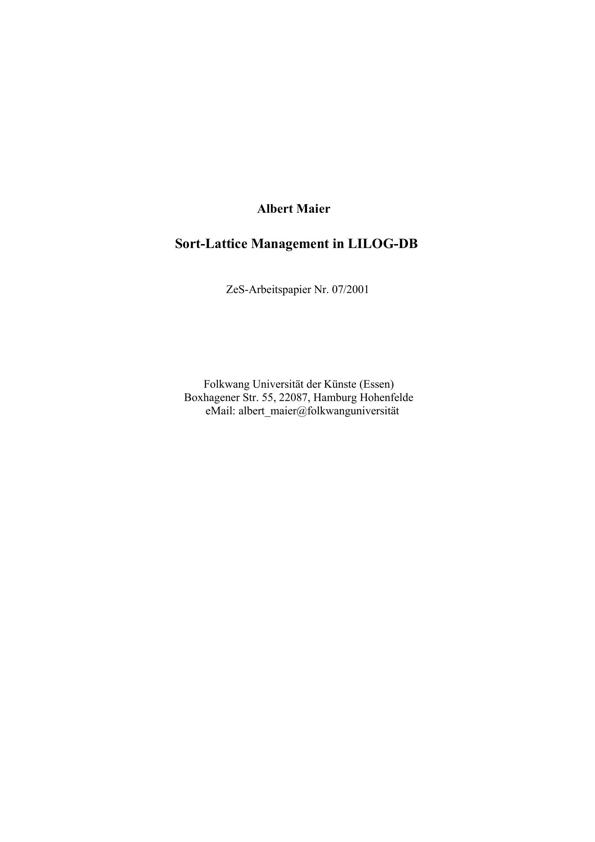 Albert Maier
Sort-Lattice Management in LILOG-DB
ZeS-Arbeitspapier Nr. 07/2001
Folkwang Universität der Künste (Essen)
Boxhagener Str. 55, 22087, Hamburg Hohenfelde
eMail: albert_maier@folkwanguniversität